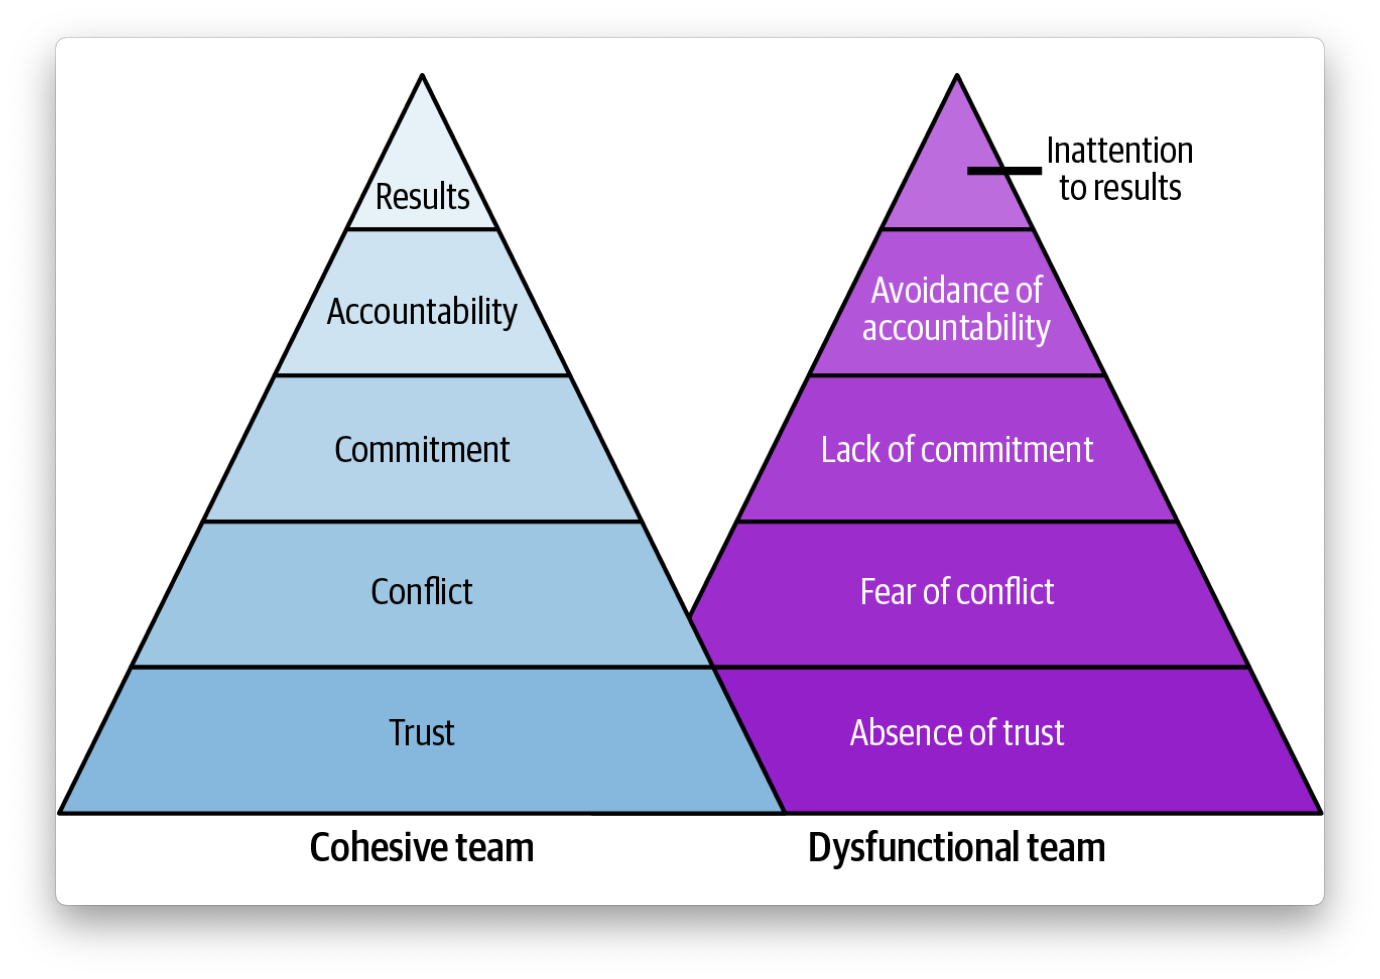 Results
Accountability
Commitment
Conflict
Trust
Cohesive team
Inattention
to results
Avoidance of
accountability
Lack of commitment
Fear of conflict
Absence of trust
Dysfunctional team